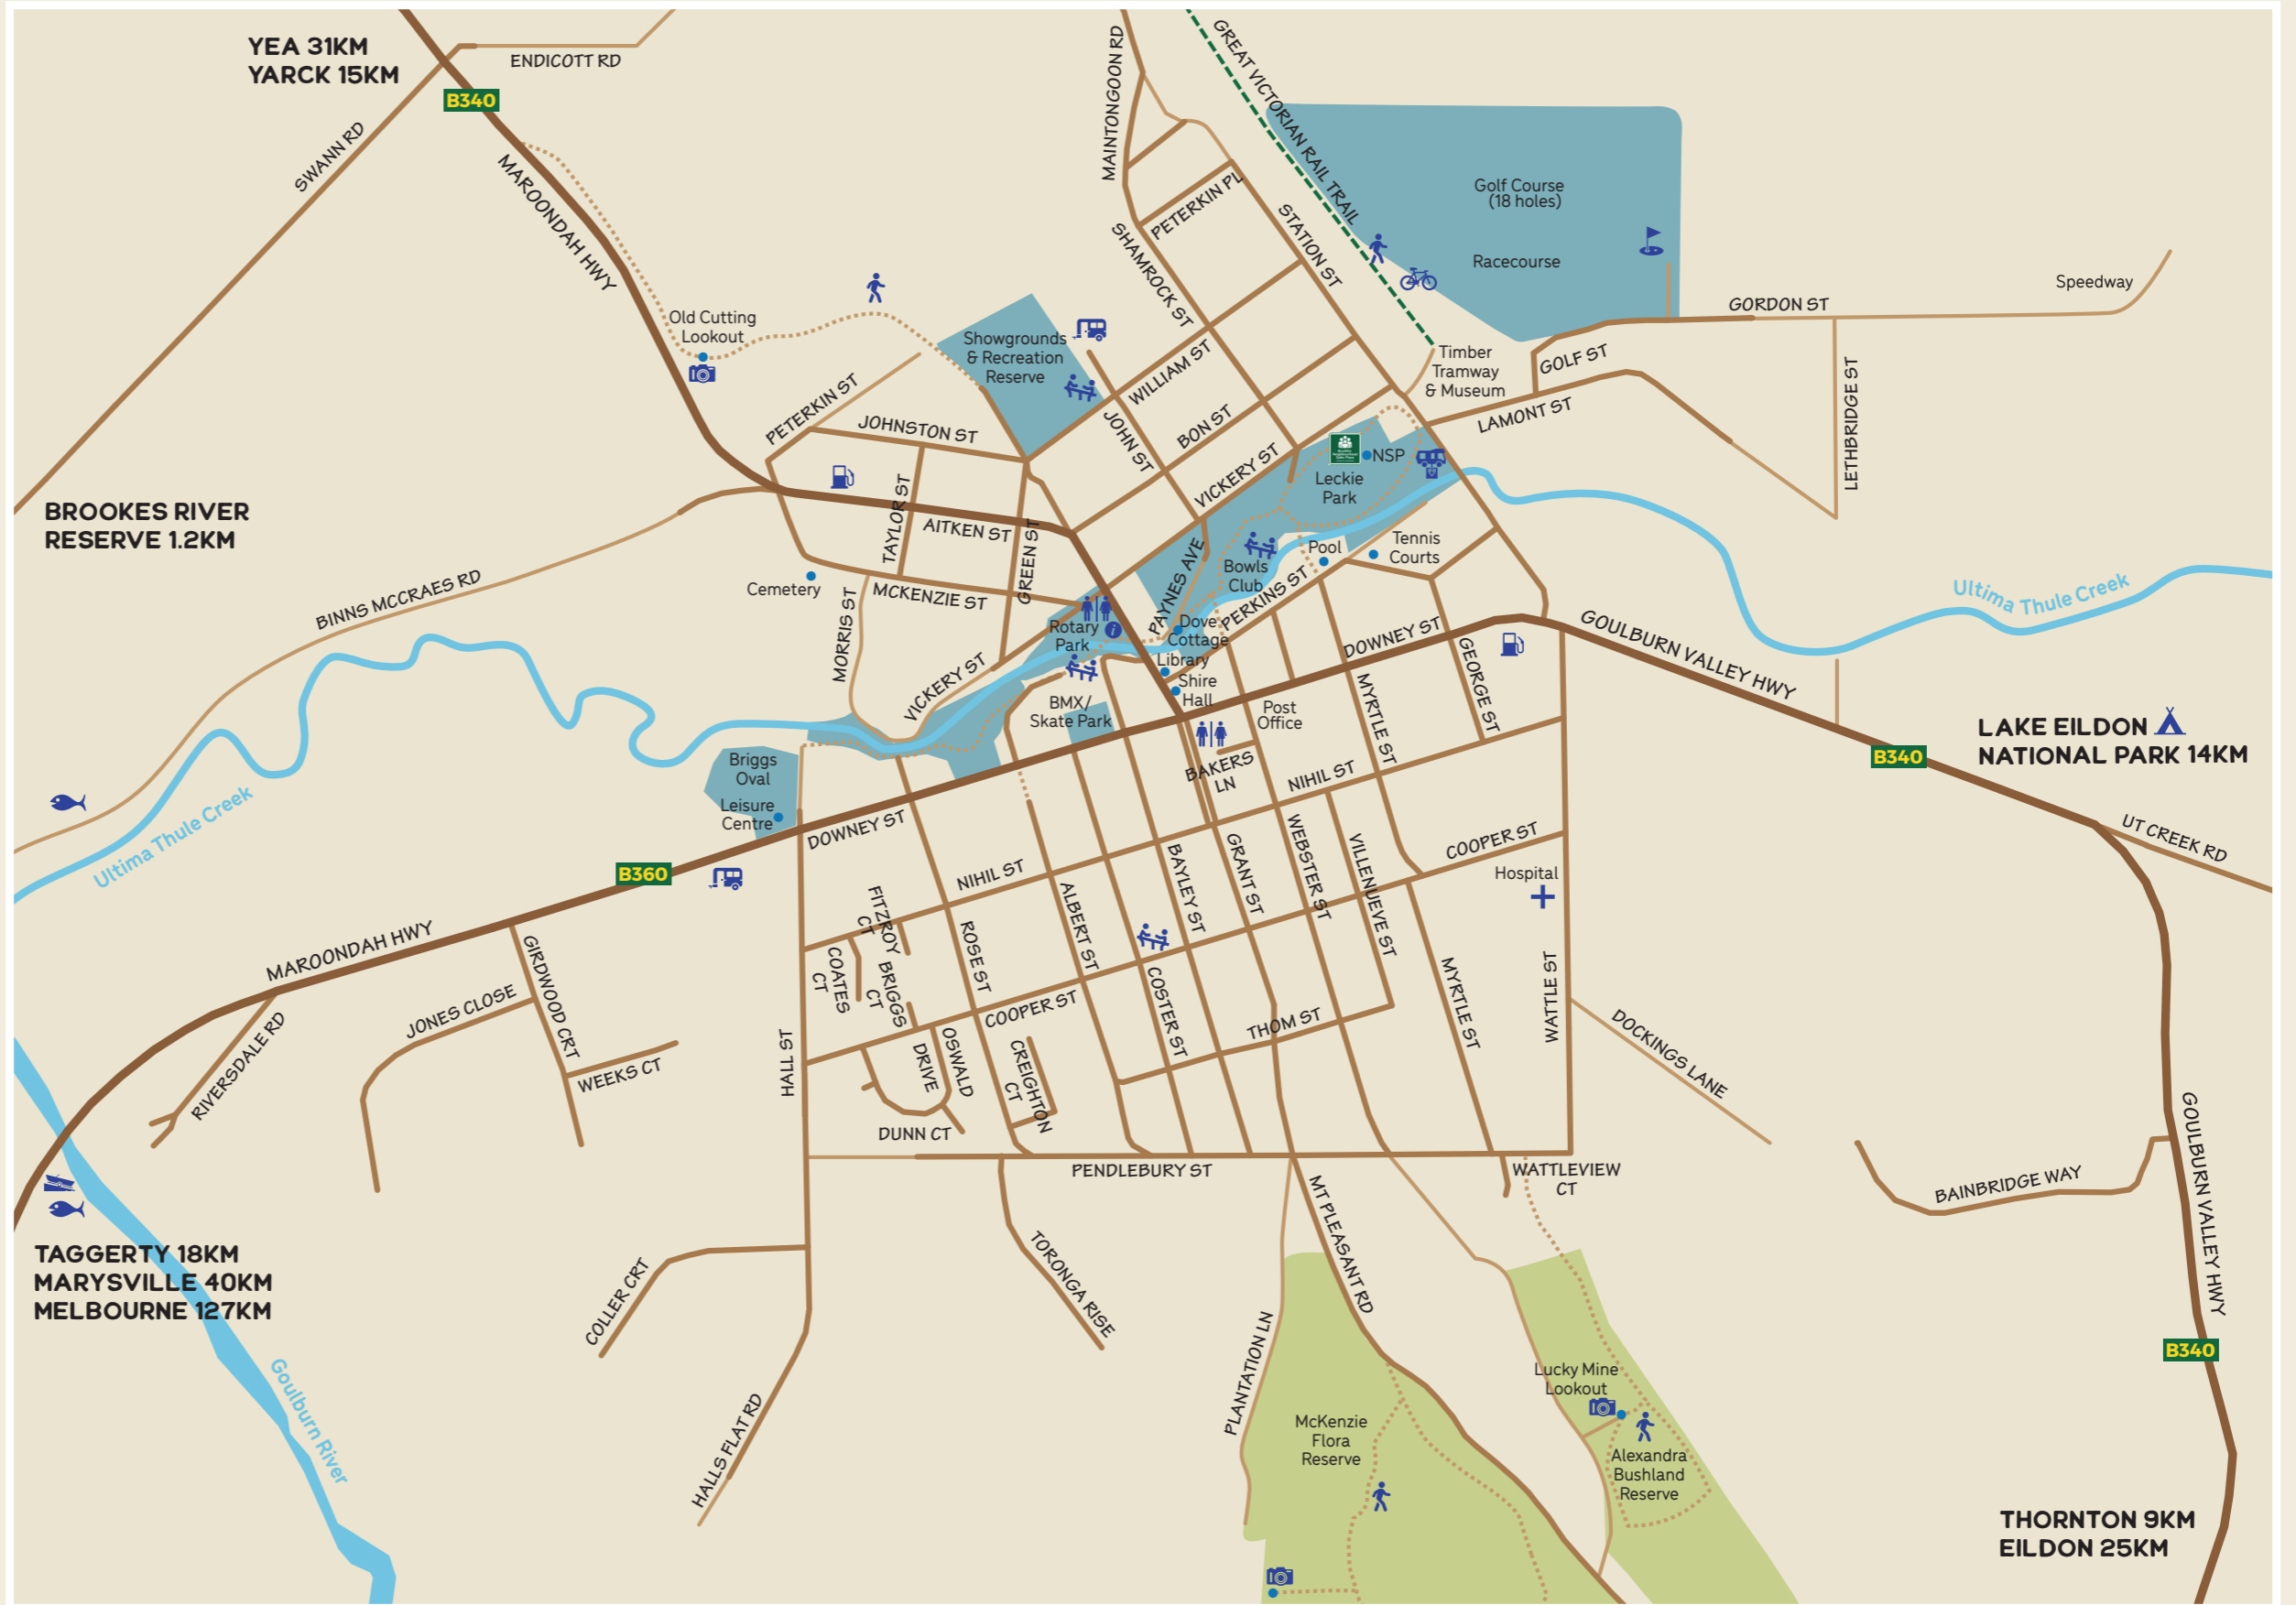 YEA 31KM
YARCK 15KM
ENDICOTT RD
B340
SWANN RD
MAROONDAH HWY
MAINTONGOON RD
GREAT VICTORIAN RAIL TRAIL
Golf Course
(18 holes)
Racecourse
Speedway
GORDON ST
PETERKIN PL
STATION ST
SHAMROCK ST
Old Cutting
Lookout
Showgrounds
& Recreation
Reserve
WILLIAM ST
Timber
Tramway
& Museum
GOLF ST
LAMONT ST
LETHBRIDGE ST
PETERKIN ST
JOHNSTON ST
JOHN ST
BON ST
VICKERY ST
NSP
Leckie
Park
BROOKES RIVER
RESERVE 1.2KM
TAYLOR ST
AITKEN ST
GREEN ST
Cemetery
MCKENZIE ST
MORRIS ST
BINNS MCCRAES RD
PAYNES AVE
Bowls
Club
Pool
Tennis
Courts
PERKINS ST
Ultima Thule Creek
Rotary
Park
Dove
Cottage
Library
Shire
Hall
DOWNEY ST
GEORGE ST
GOULBURN VALLEY HWY
VICKERY ST
BMX/
Skate Park
Post
Office
MYRTLE ST
LAKE EILDON
NATIONAL PARK 14KM
B340
Briggs
Oval
Leisure
Centre
BAKERS
LN
NIHIL ST
DOWNEY ST
Ultima Thule Creek
B360
UT CREEK RD
COOPER ST
Hospital
NIHIL ST
FITZROY
CT
ALBERT ST
BAYLEY ST
GRANT ST
WEBSTER ST
VILLENUEVE ST
MAROONDAH HWY
GIRDWOOD CRT
COATES
CT
BRIGGS
CT
ROSE ST
COSTER ST
MYRTLE ST
WATTLE ST
JONES CLOSE
COOPER ST
THOM ST
DOCKINGS LANE
RIVERSDALE RD
WEEKS CT
HALL ST
OSWALD
DRIVE
CREIGHTON
CT
DUNN CT
PENDLEBURY ST
WATTLEVIEW
CT
BAINBRIDGE WAY
GOULBURN VALLEY HWY
TAGGERTY 18KM
MARYSVILLE 40KM
MELBOURNE 127KM
COLLER CRT
TORONGA RISE
MT PLEASANT RD
PLANTATION LN
B340
Goulburn River
HALLS FLAT RD
McKenzie
Flora
Reserve
Lucky Mine
Lookout
Alexandra
Bushland
Reserve
THORNTON 9KM
EILDON 25KM